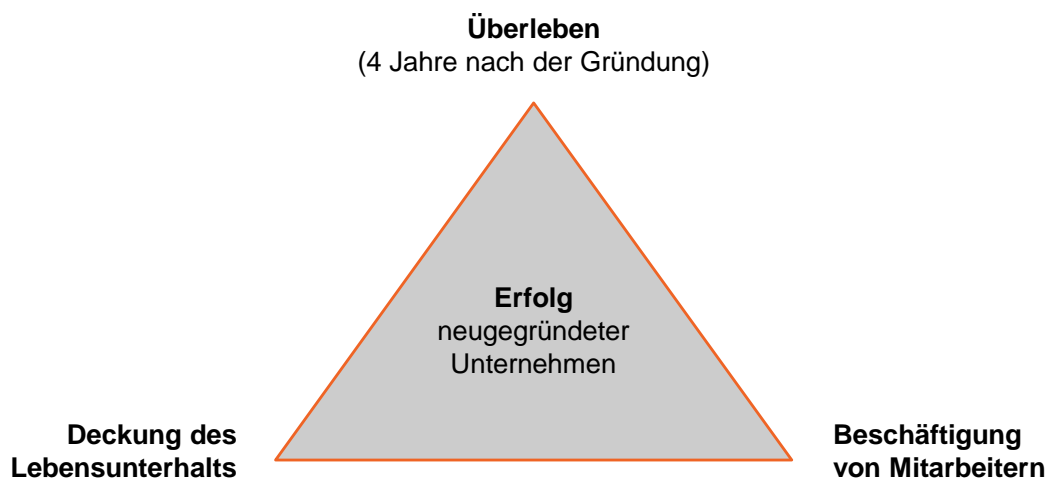 Überleben
(4 Jahre nach der Gründung)
Erfolg
neugegründeter
Unternehmen
Deckung des
Lebensunterhalts
Beschäftigung
von Mitarbeitern